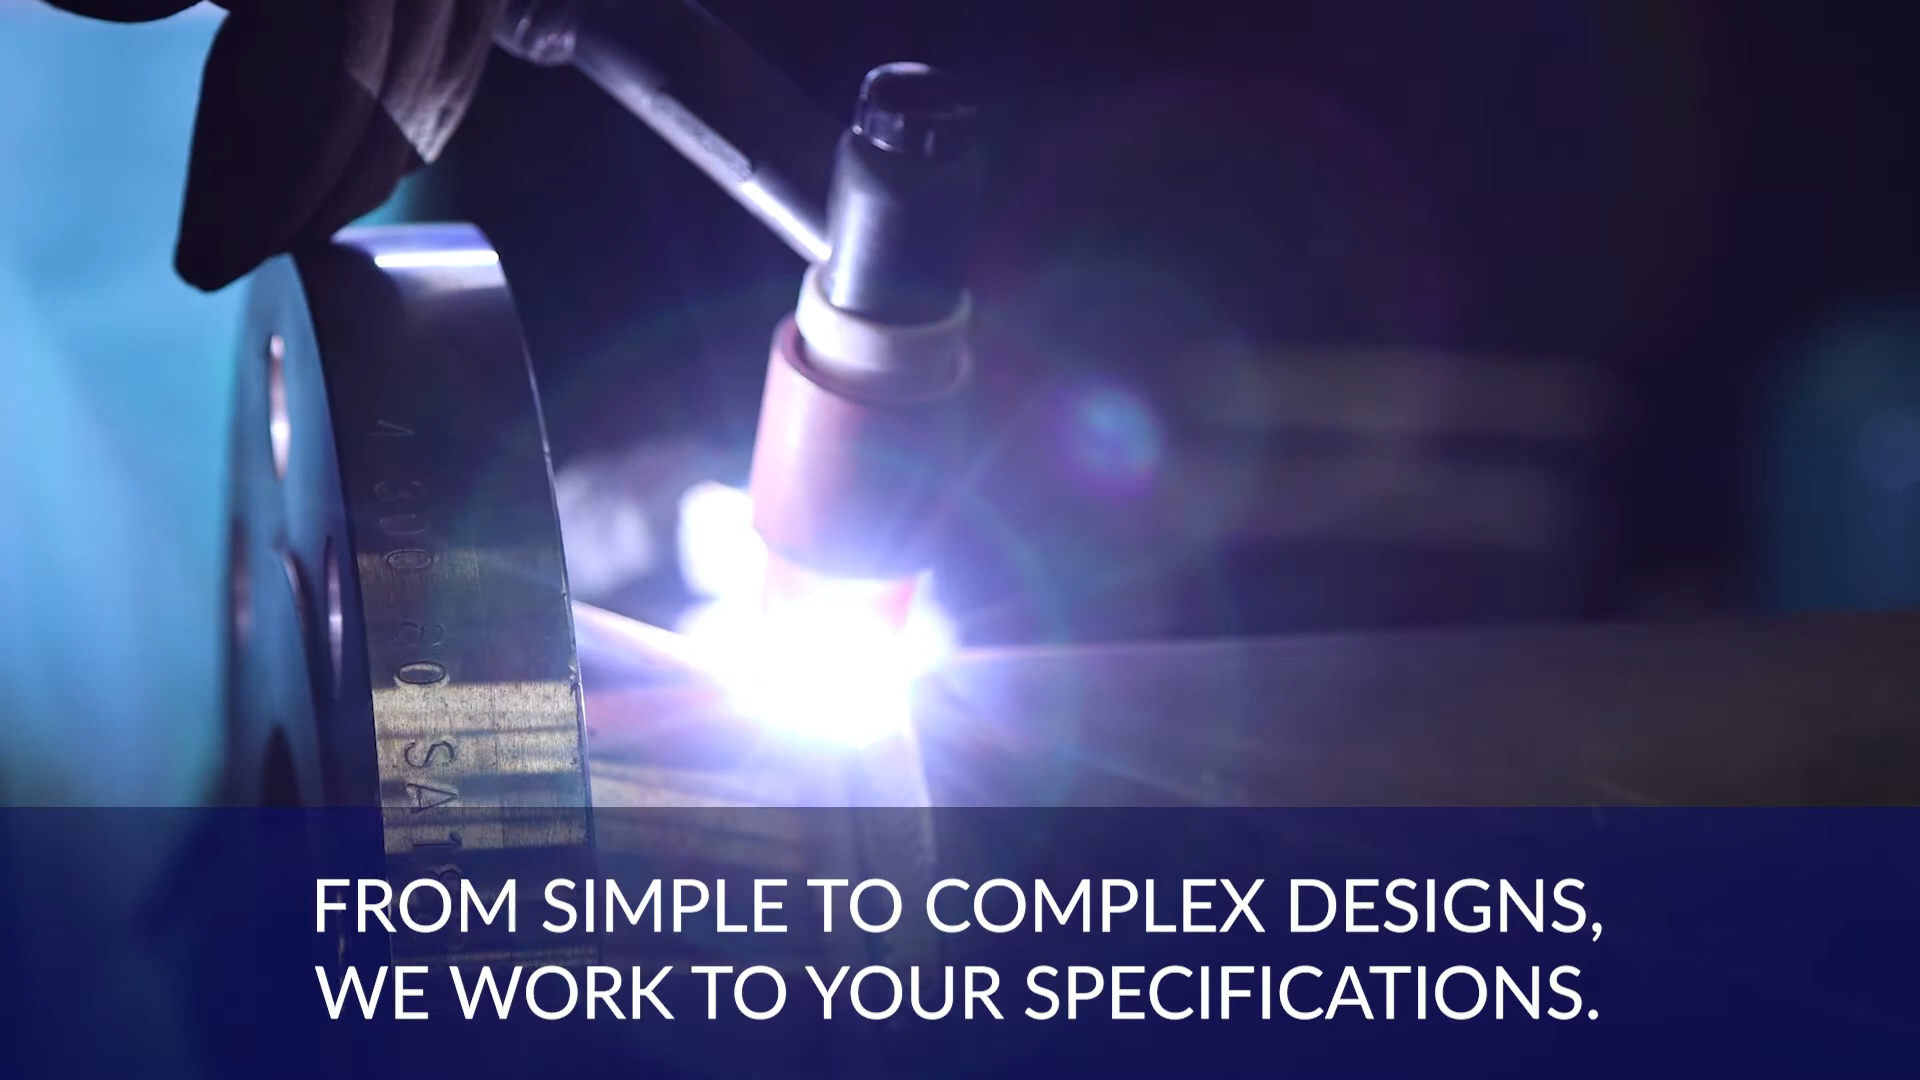 FROM SIMPLE TO COMPLEX DESIGNS,
WE WORK TO YOUR SPECIFICATIONS.